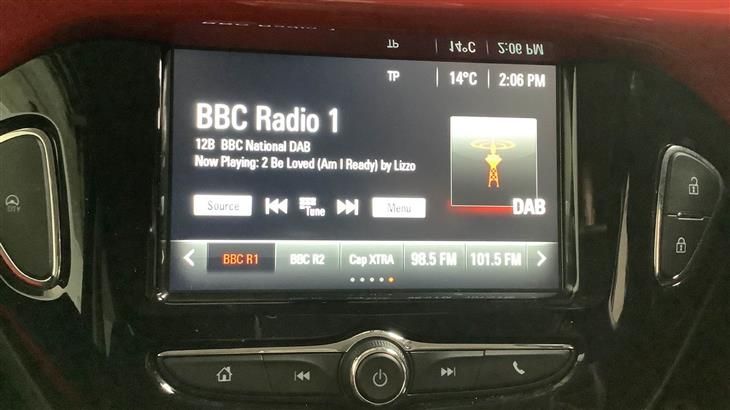 TP 14°C 2:06 PM
TP 14°C 2:06 PM
BBC Radio 1
12B BBC National DAB
Now Playing: 2 Be Loved (Am I Ready) by Lizzo
DAB
Source Tune Menu
BBC R1 BBC R2 Cap XTRA 98.5 FM 101.5 FM